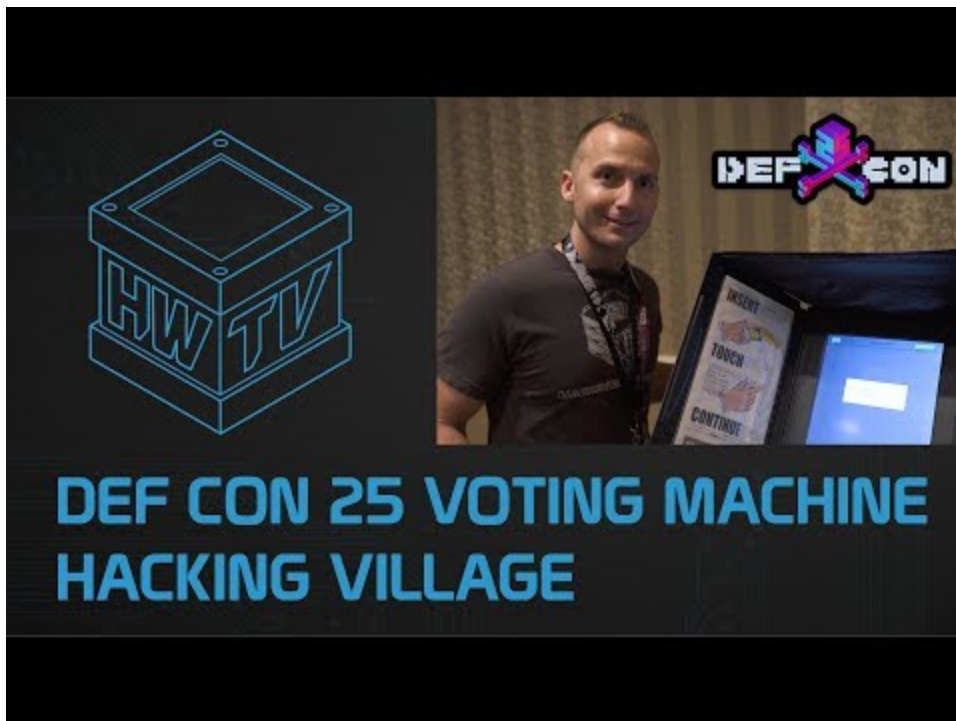 HW TV
DEF CON
INSERT
TOUCH
CONTINUE
DEF CON 25 VOTING MACHINE
HACKING VILLAGE